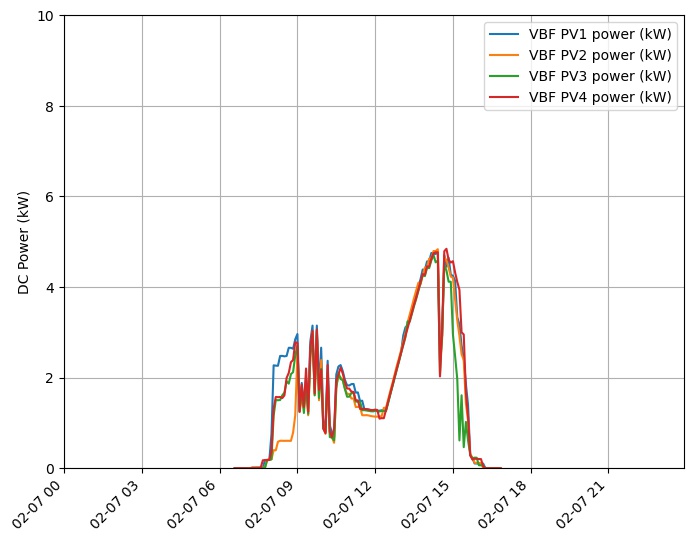 10
8
6
4
2
0
DC Power (kW)
VBF PV1 power (kW)
VBF PV2 power (kW)
VBF PV3 power (kW)
VBF PV4 power (kW)
02-07 00
02-07 03
02-07 06
02-07 09
02-07 12
02-07 15
02-07 18
02-07 21